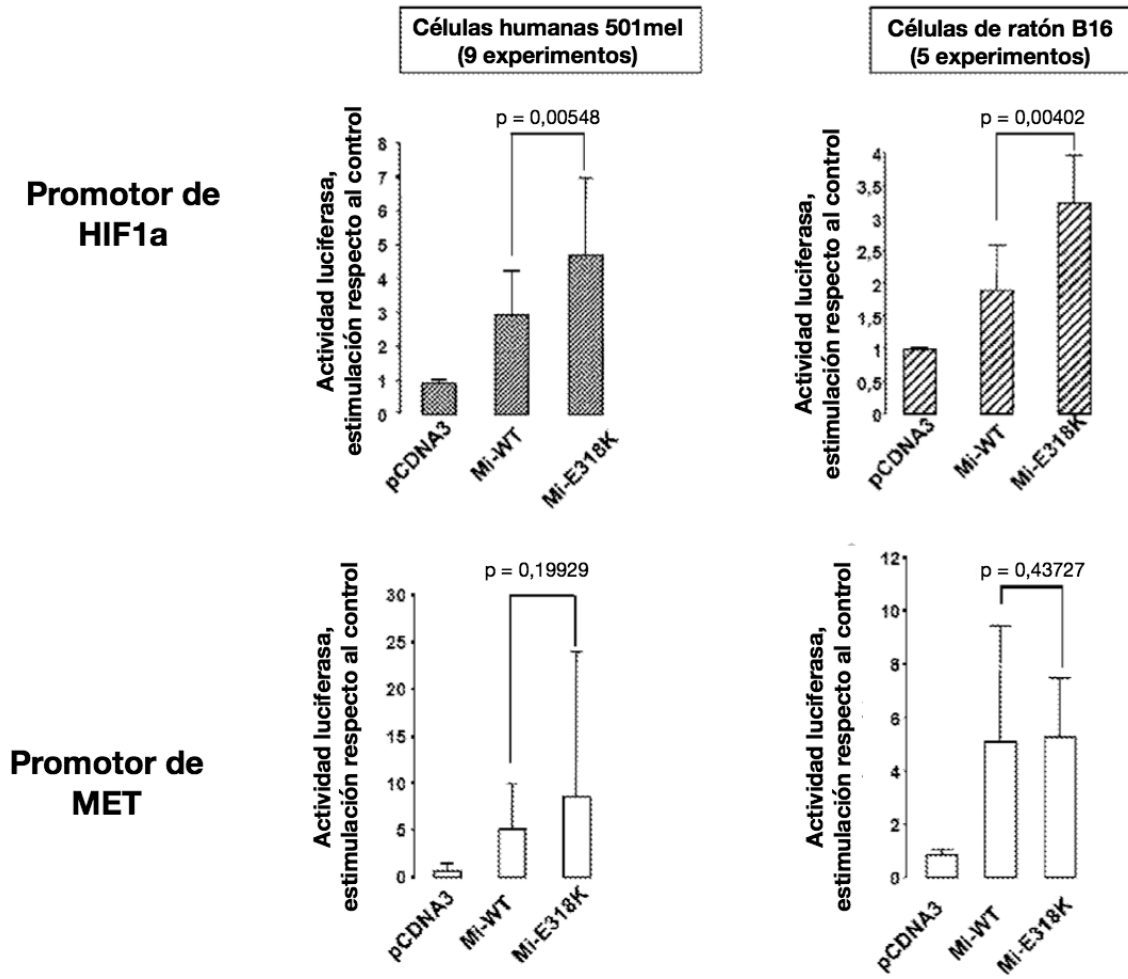 Células humanas 501mel
(9 experimentos)
Células de ratón B16
(5 experimentos)
Promotor de
HIF1a
Actividad luciferasa,
estimulación respecto al control
p = 0,00548
8
7
6
5
4
3
2
1
0
pCDNA3
Mi-WT
Mi-E318K
Actividad luciferasa,
estimulación respecto al control
p = 0,00402
4
3,5
3
2,5
2
1,5
1
0,5
0
pCDNA3
Mi-WT
Mi-E318K
Promotor de
MET
Actividad luciferasa,
estimulación respecto al control
p = 0,19929
30
25
20
15
10
5
0
pCDNA3
Mi-WT
Mi-E318K
Actividad luciferasa,
estimulación respecto al control
p = 0,43727
12
10
8
6
4
2
0
pCDNA3
Mi-WT
Mi-E318K